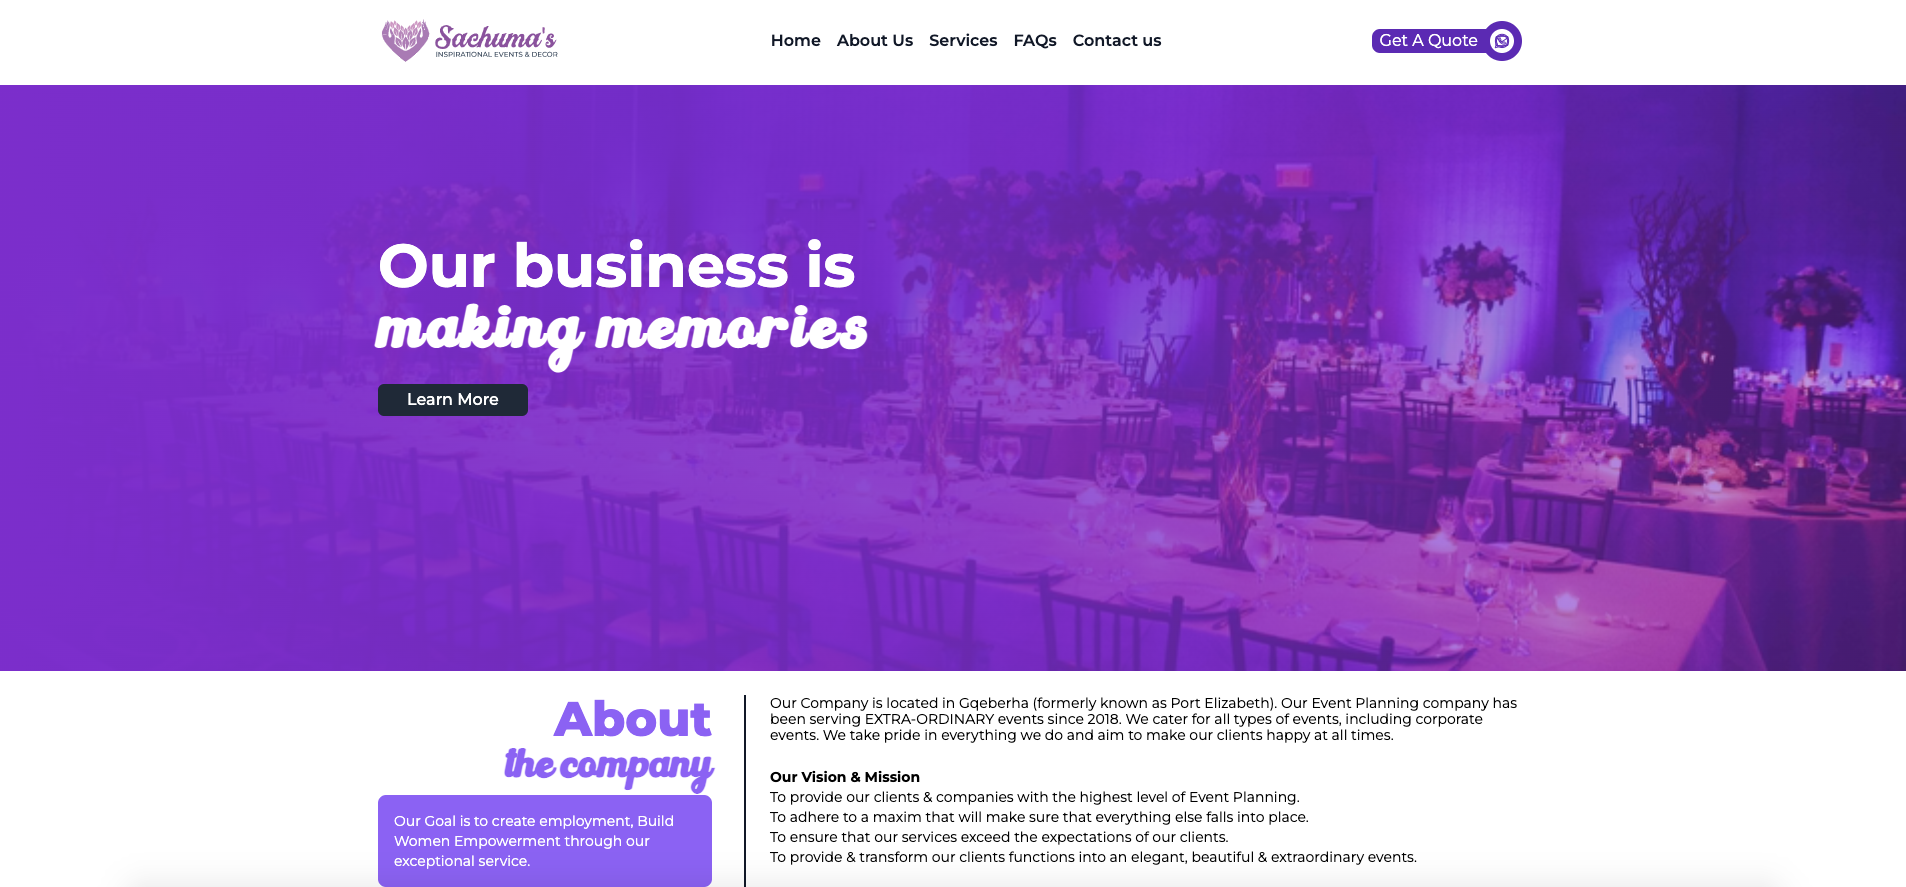 Sachuma's
INSPIRATIONAL EVENTS & DECOR
Home About Us Services FAQs Contact us
Get A Quote
Our business is
making memories
Learn More
About
the company
Our Goal is to create employment, Build
Women Empowerment through our
exceptional service.
Our Company is located in Gqeberha (formerly known as Port Elizabeth). Our Event Planning company has
been serving EXTRA-ORDINARY events since 2018. We cater for all types of events, including corporate
events. We take pride in everything we do and aim to make our clients happy at all times.
Our Vision & Mission
To provide our clients & companies with the highest level of Event Planning.
To adhere to a maxim that will make sure that everything else falls into place.
To ensure that our services exceed the expectations of our clients.
To provide & transform our clients functions into an elegant, beautiful & extraordinary events.